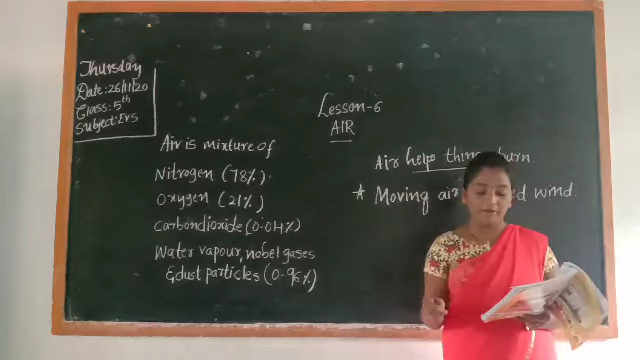 Thursday
Date: 26/11/20
Class: 5th
Subject: Evs
Lesson-6
AIR
Air is mixture of
Nitrogen (78%)
Oxygen (21%)
Carbondioxide (0.04%)
Water vapour, nobel gases
& dust particles (0.96%)
Air helps things burn.
* Moving air wind.